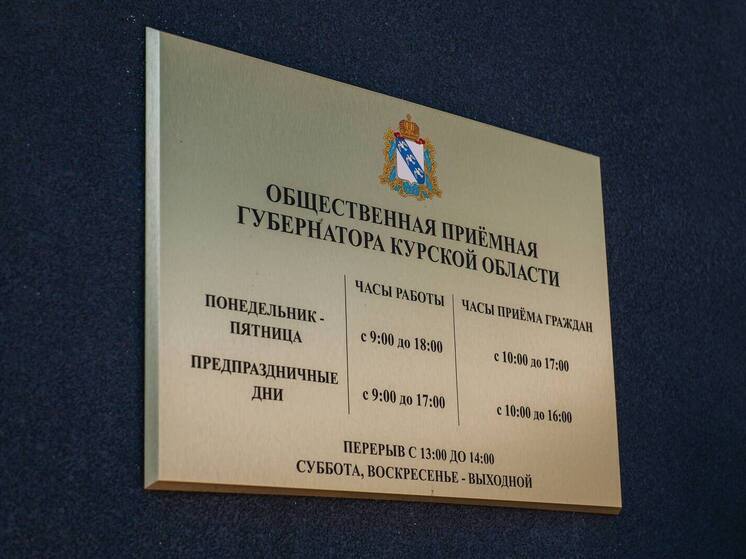 ОБЩЕСТВЕННАЯ ПРИЁМНАЯ
ГУБЕРНАТОРА КУРСКОЙ ОБЛАСТИ
ЧАСЫ РАБОТЫ
ЧАСЫ ПРИЁМА ГРАЖДАН
ПОНЕДЕЛЬНИК -
ПЯТНИЦА
с 9:00 до 18:00
с 10:00 до 17:00
ПРЕДПРАЗДНИЧНЫЕ
ДНИ
с 9:00 до 17:00
с 10:00 до 16:00
ПЕРЕРЫВ С 13:00 ДО 14:00
СУББОТА, ВОСКРЕСЕНЬЕ - ВЫХОДНОЙ